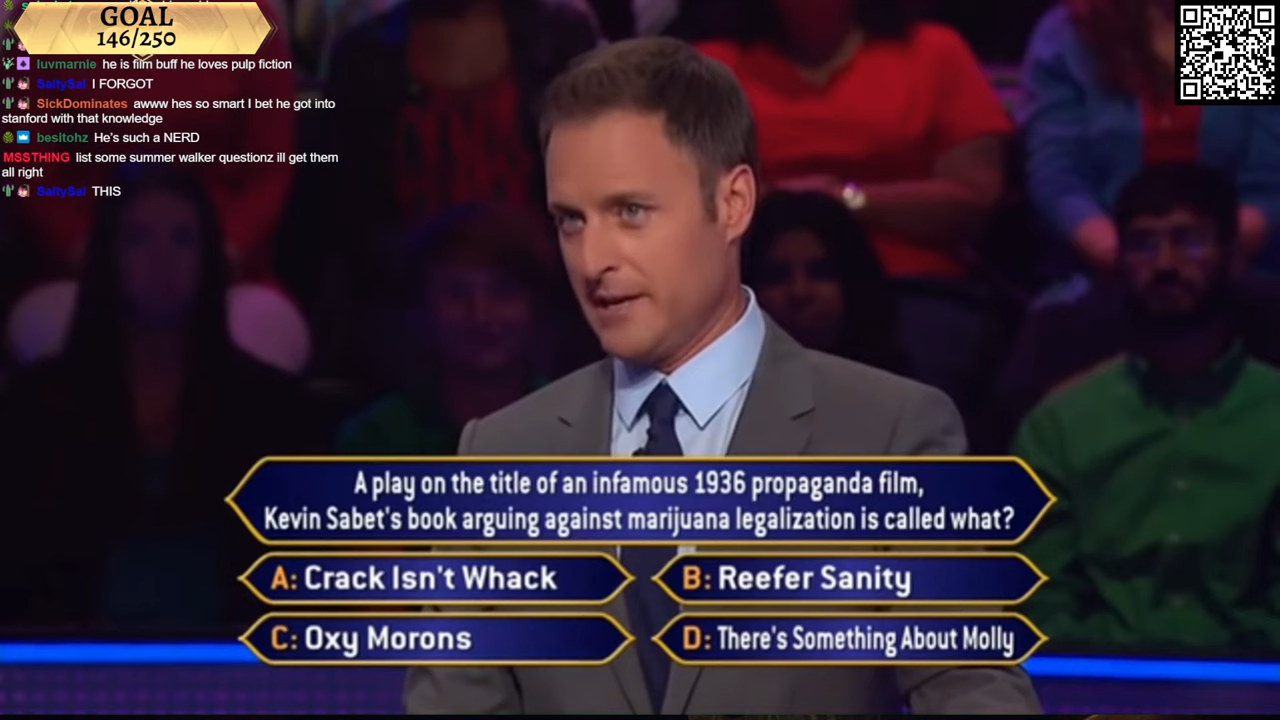 GOAL
146/250
luvmarnie he is film buff he loves pulp fiction
SaltySal I FORGOT
SickDominates awww hes so smart I bet he got into
stanford with that knowledge
besltohz He's such a NERD
MSSTHING list some summer walker questionz ill get them
all right
SaltySal THIS
A play on the title of an infamous 1936 propaganda film,
Kevin Sabet's book arguing against marijuana legalization is called what?
A: Crack Isn't Whack
B: Reefer Sanity
C: Oxy Morons
D: There's Something About Molly